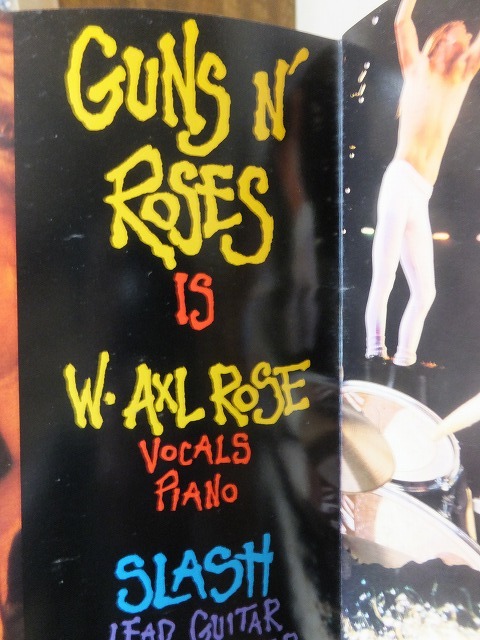 GUNS N'
ROSES
IS
W. AXL ROSE
VOCALS
PIANO
SLASH
LEAD GUITAR